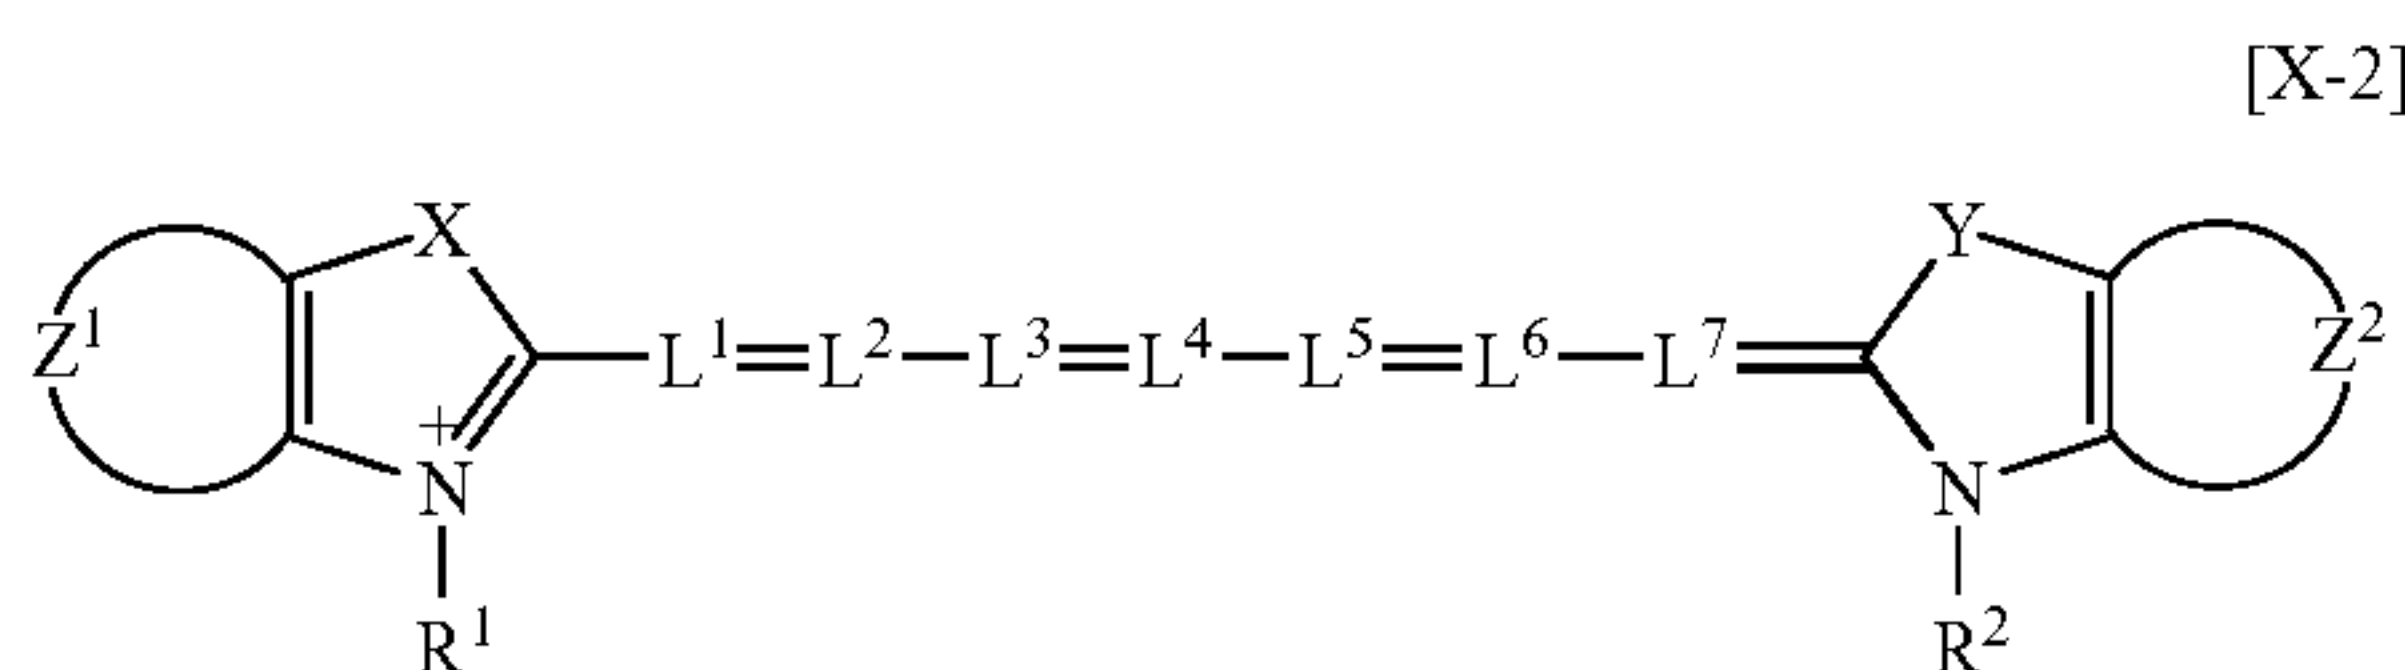 [X-2]
X Y
Z¹ L¹=L²—L³=L⁴—L⁵=L⁶—L⁷= Z²
+
N N
R¹ R²